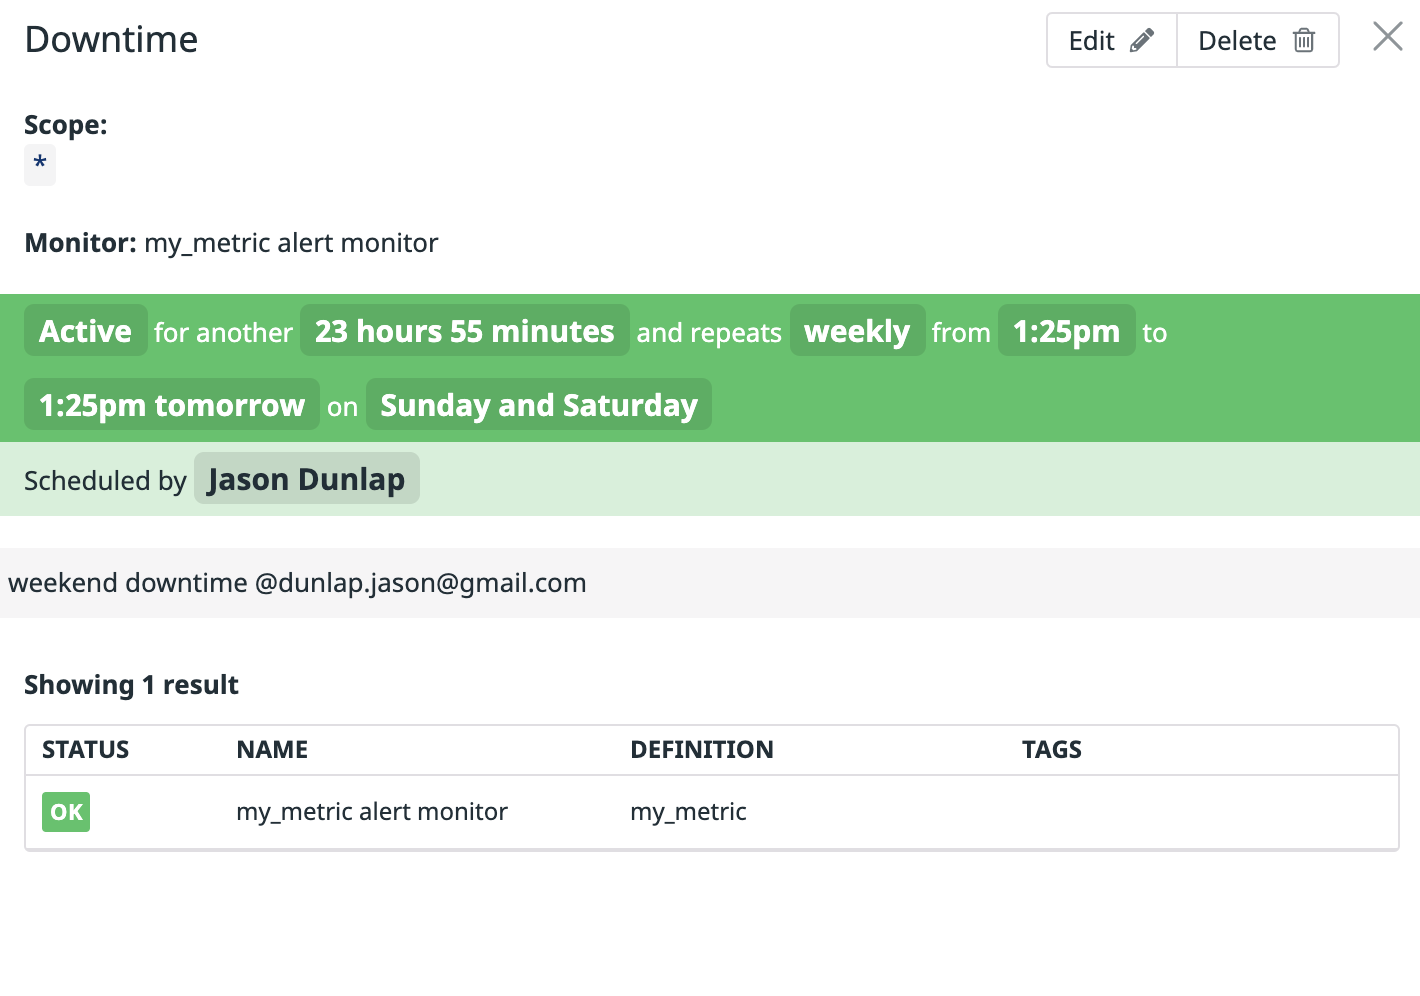 Downtime
Edit Delete
Scope:
*
Monitor: my_metric alert monitor
Active for another 23 hours 55 minutes and repeats weekly from 1:25pm to
1:25pm tomorrow on Sunday and Saturday
Scheduled by Jason Dunlap
weekend downtime @dunlap.jason@gmail.com
Showing 1 result
STATUS NAME DEFINITION TAGS
OK my_metric alert monitor my_metric